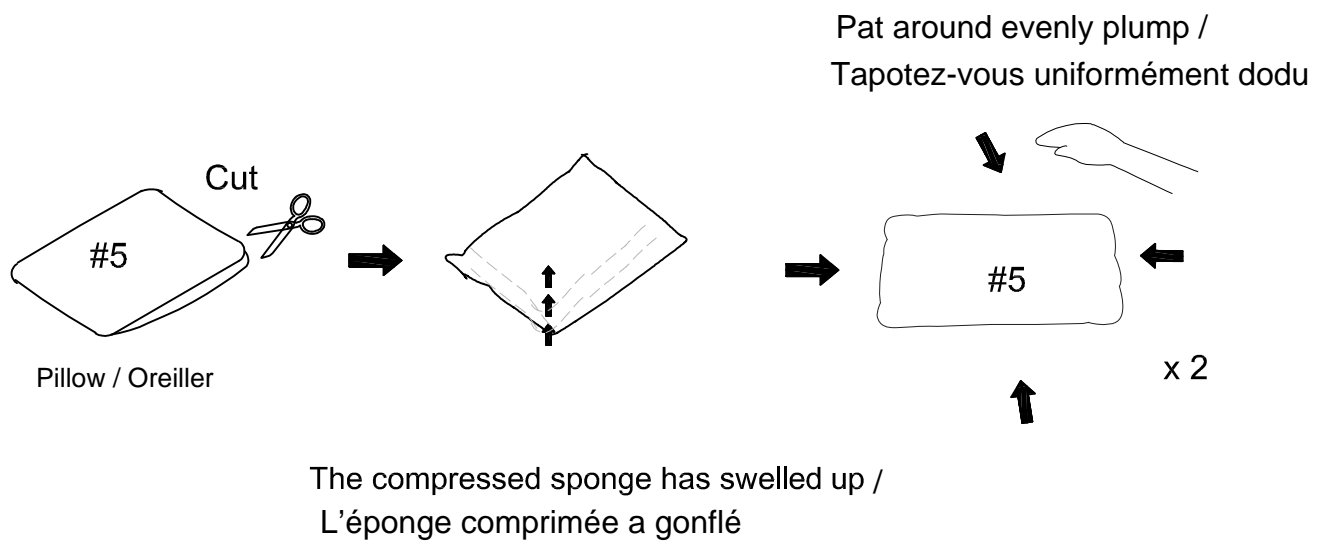 Pat around evenly plump /
Tapotez-vous uniformément dodu
Cut
#5
Pillow / Oreiller
#5
x 2
The compressed sponge has swelled up /
L'éponge comprimée a gonflé